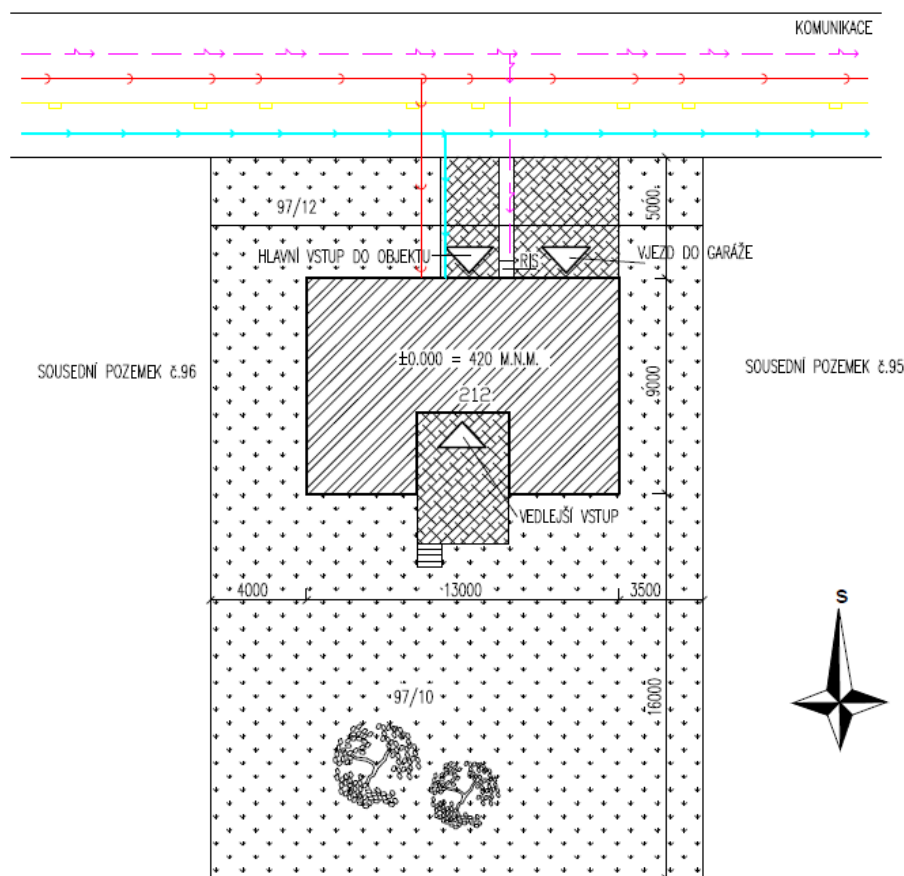 KOMUNIKACE
97/12
5000
HLAVNÍ VSTUP DO OBJEKTU
RIS
VJEZD DO GARÁŽE
±0.000 = 420 M.N.M.
SOUSEDNÍ POZEMEK č.96
SOUSEDNÍ POZEMEK č.95
212
9000
VEDLEJŠÍ VSTUP
4000
13000
3500
S
97/10
16000